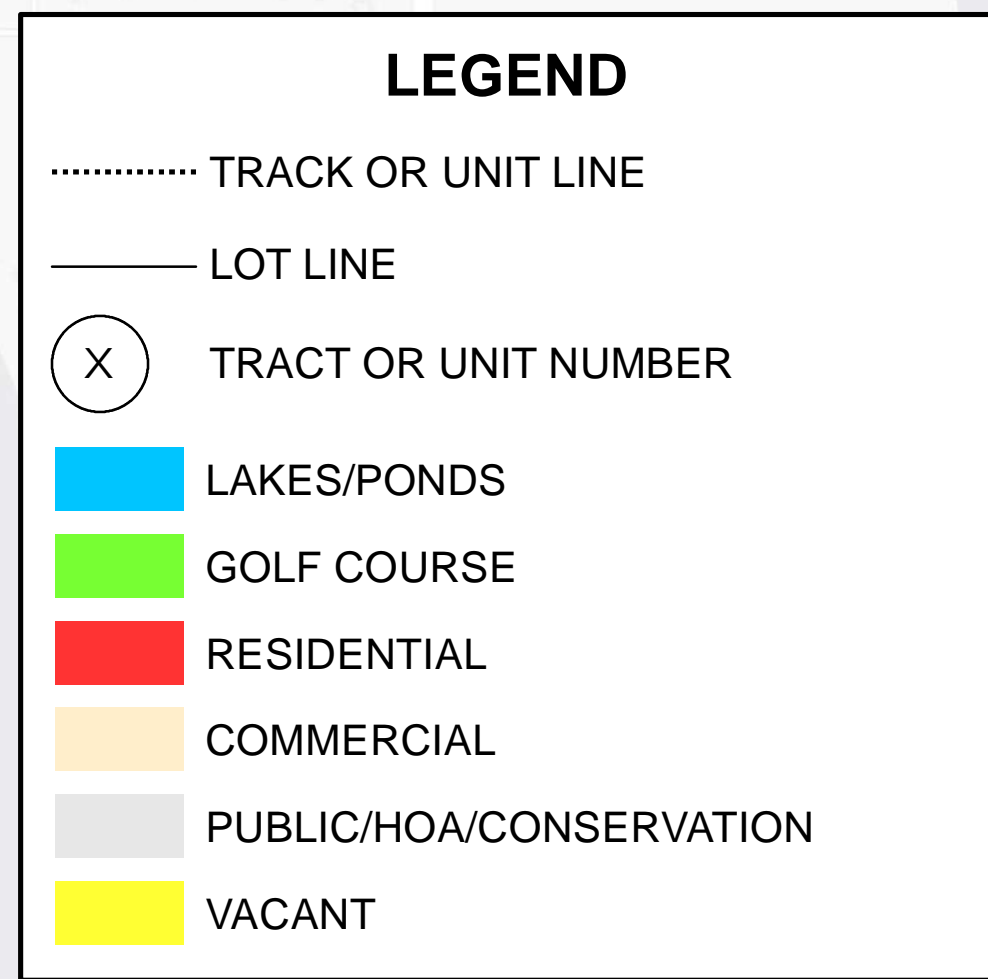 LEGEND
TRACK OR UNIT LINE
LOT LINE
X TRACT OR UNIT NUMBER
LAKES/PONDS
GOLF COURSE
RESIDENTIAL
COMMERCIAL
PUBLIC/HOA/CONSERVATION
VACANT